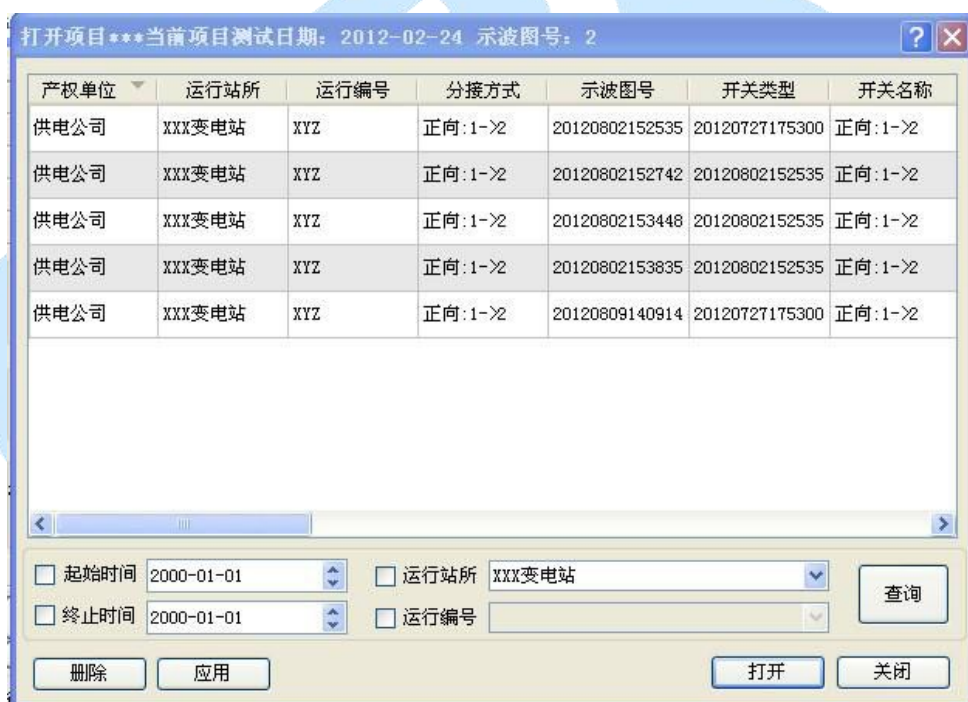 打开项目***当前项目测试日期：2012-02-24 示波图号：2
产权单位 运行站所 运行编号 分接方式 示波图号 开关类型 开关名称
供电公司 XXX变电站 XYZ 正向:1->2 20120802152535 20120727175300 正向:1->2
供电公司 XXX变电站 XYZ 正向:1->2 20120802152742 20120802152535 正向:1->2
供电公司 XXX变电站 XYZ 正向:1->2 20120802153448 20120802152535 正向:1->2
供电公司 XXX变电站 XYZ 正向:1->2 20120802153835 20120802152535 正向:1->2
供电公司 XXX变电站 XYZ 正向:1->2 20120809140914 20120727175300 正向:1->2
起始时间 2000-01-01 运行站所 XXX变电站 查询
终止时间 2000-01-01 运行编号
删除 应用 打开 关闭